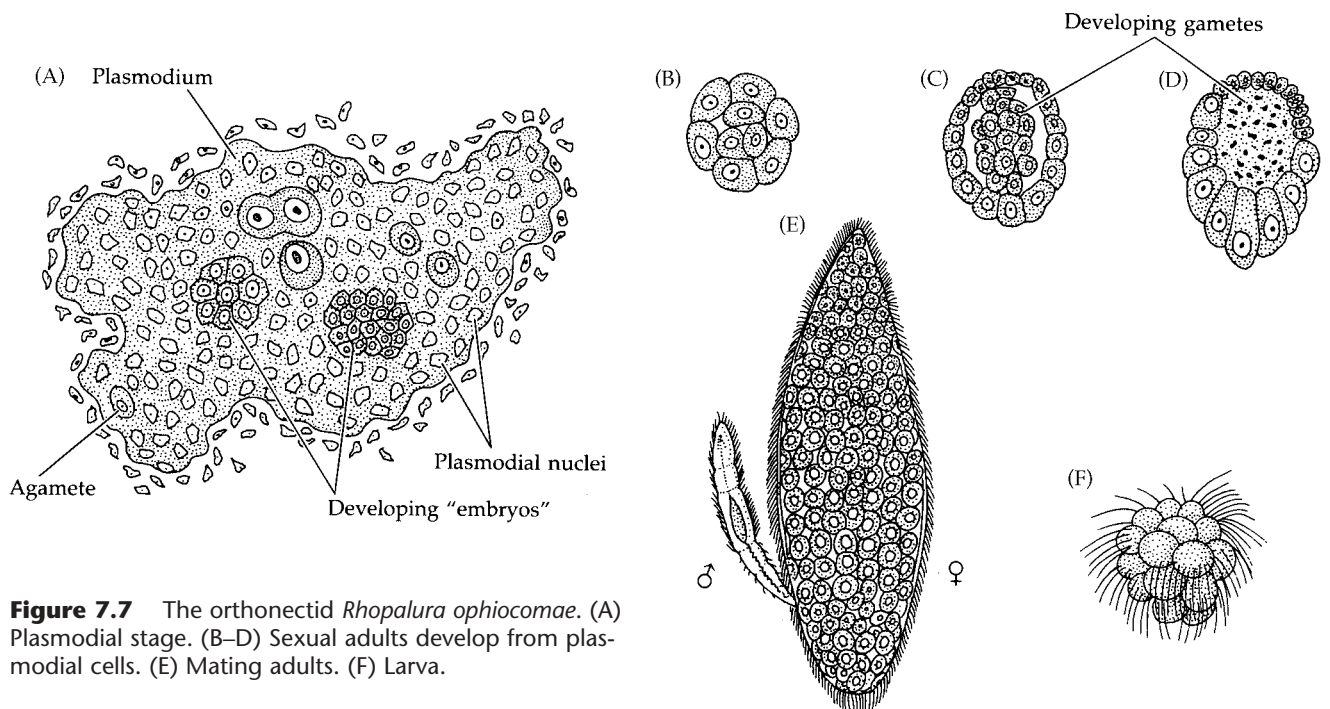 Developing gametes
(A) Plasmodium
(B)
(C)
(D)
(E)
Agamete
Plasmodial nuclei
Developing “embryos”
♂
♀
(F)
Figure 7.7 The orthonectid Rhopalura ophiocomae. (A)
Plasmodial stage. (B–D) Sexual adults develop from plas-
modial cells. (E) Mating adults. (F) Larva.